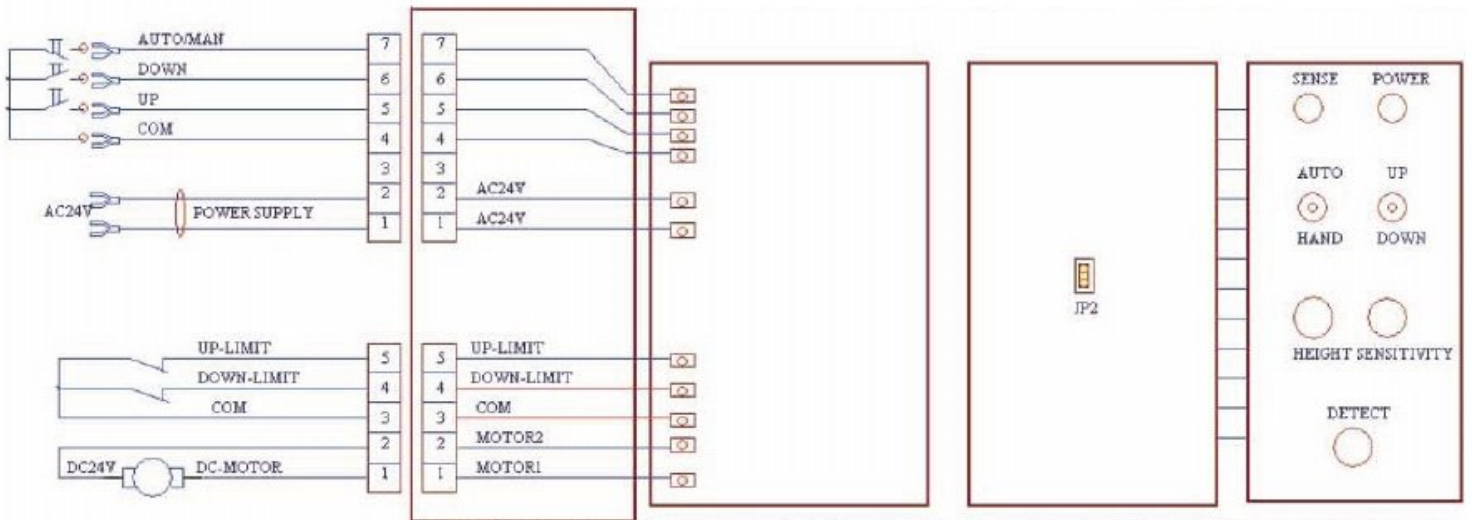 AUTO/MAN 7 7
DOWN 6 6
UP 5 5
COM 4 4
3 3
2 2 AC24V
AC24V POWER SUPPLY
1 1 AC24V
UP-LIMIT 5 5 UP-LIMIT
DOWN-LIMIT 4 4 DOWN-LIMIT
COM 3 3 COM
2 2 MOTOR2
DC24V DC-MOTOR 1 1 MOTOR1
JP2
SENSE POWER
AUTO UP
HAND DOWN
HEIGHT SENSITIVITY
DETECT